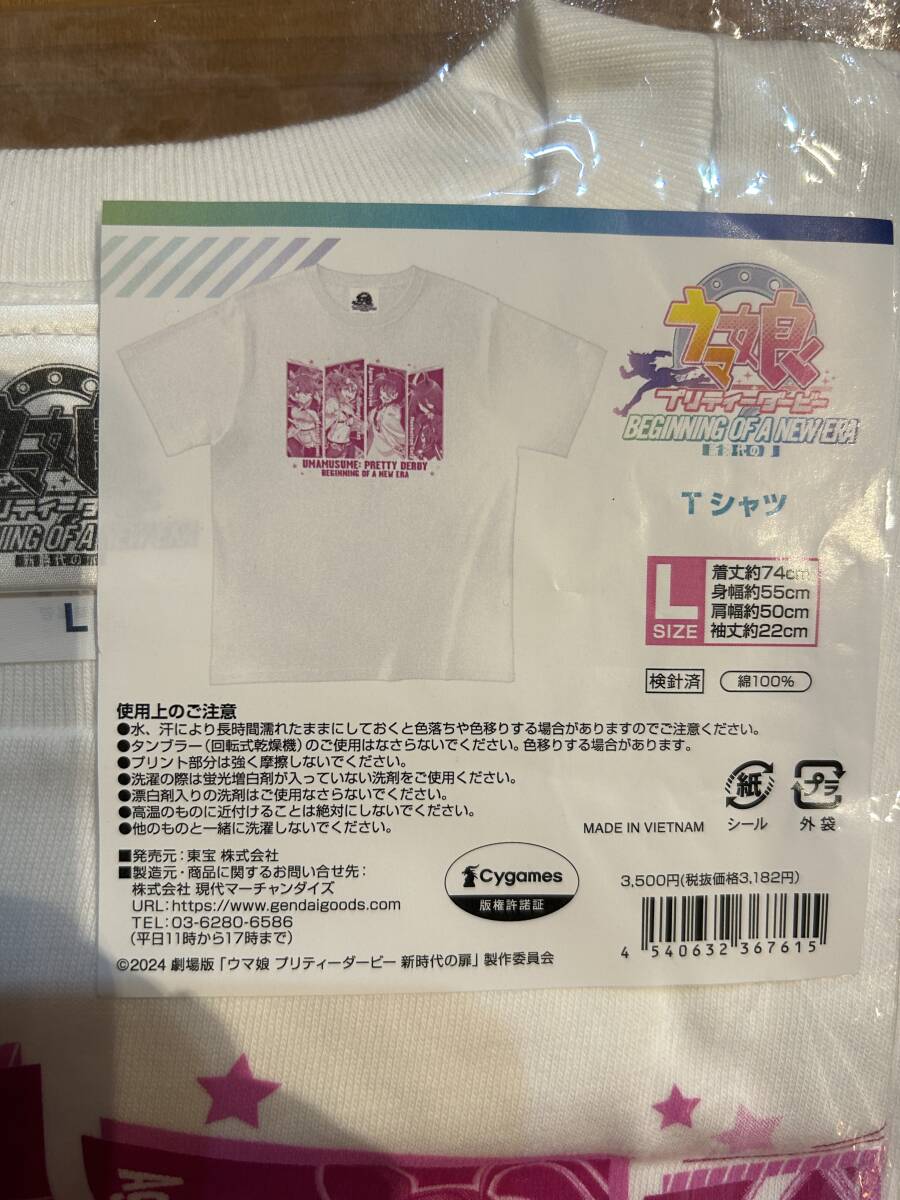 ウマ娘
プリティーダービー
BEGINNING OF A NEW ERA
新時代の扉
Tシャツ
UMAMUSUME: PRETTY DERBY
BEGINNING OF A NEW ERA
L
SIZE
着丈約74cm
身幅約55cm
肩幅約50cm
袖丈約22cm
検針済
綿100%
L
使用上のご注意
●水、汗により長時間濡れたままにしておくと色落ちや色移りする場合がありますのでご注意ください。
●タンブラー(回転式乾燥機)のご使用はなさらないでください。色移りする場合があります。
●プリント部分は強く摩擦しないでください。
●洗濯の際は蛍光増白剤が入っていない洗剤をご使用ください。
●漂白剤入りの洗剤はご使用なさらないでください。
●高温のものに近付けることは絶対にしないでください。
●他のものと一緒に洗濯しないでください。
MADE IN VIETNAM
紙
シール
プラ
外袋
■発売元:東宝 株式会社
■製造元・商品に関するお問い合せ先:
株式会社 現代マーチャンダイズ
URL:https://www.gendaigoods.com
TEL:03-6280-6586
(平日11時から17時まで)
Cygames
版権許諾証
3,500円(税抜価格3,182円)
4 540632 367615
©2024 劇場版「ウマ娘 プリティーダービー 新時代の扉」製作委員会